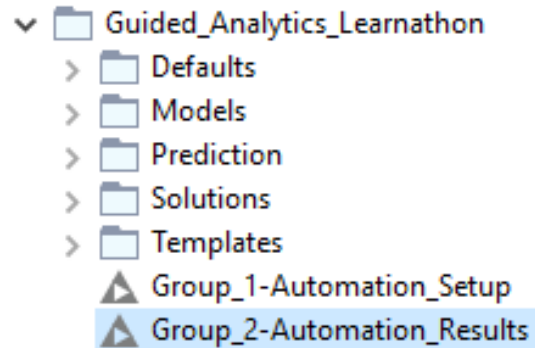 Guided_Analytics_Learnathon
Defaults
Models
Prediction
Solutions
Templates
Group_1-Automation_Setup
Group_2-Automation_Results